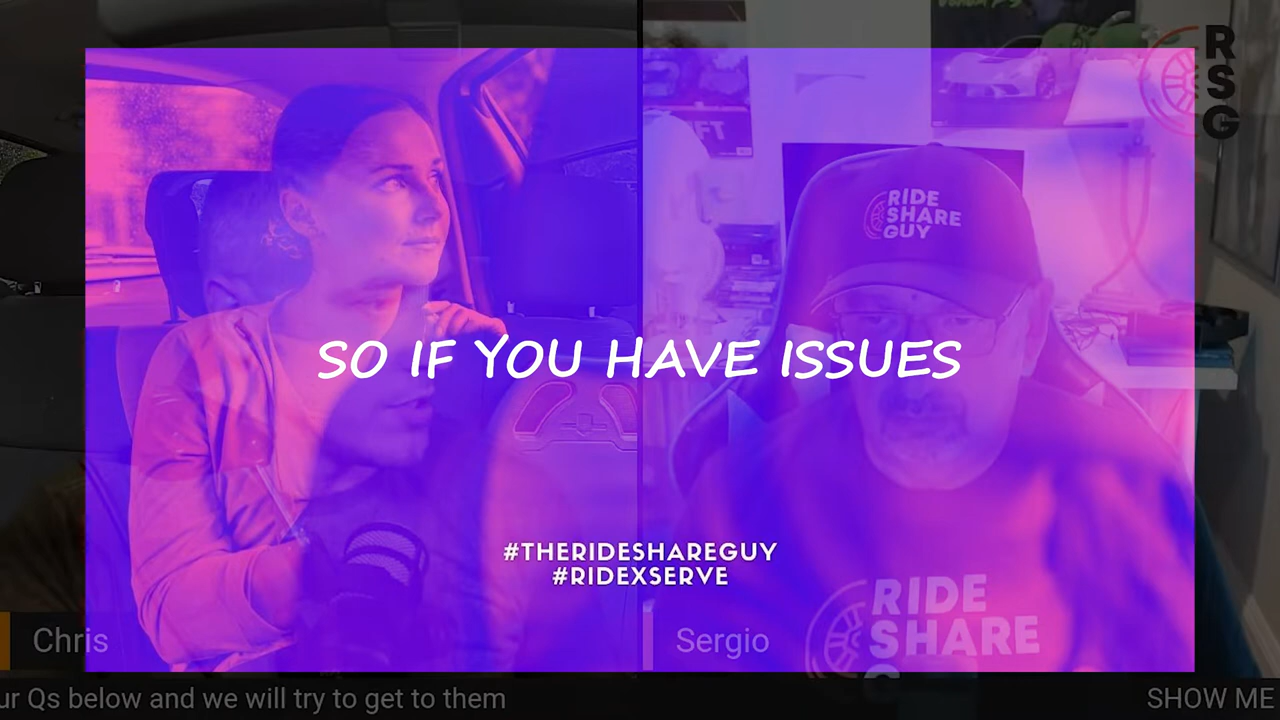 R
S
G
FT
RIDE
SHARE
GUY
SO IF YOU HAVE ISSUES
#THERIDESHAREGUY
#RIDEXSERVE
RIDE
SHARE
G
Chris
Sergio
ur Qs below and we will try to get to them
SHOW ME